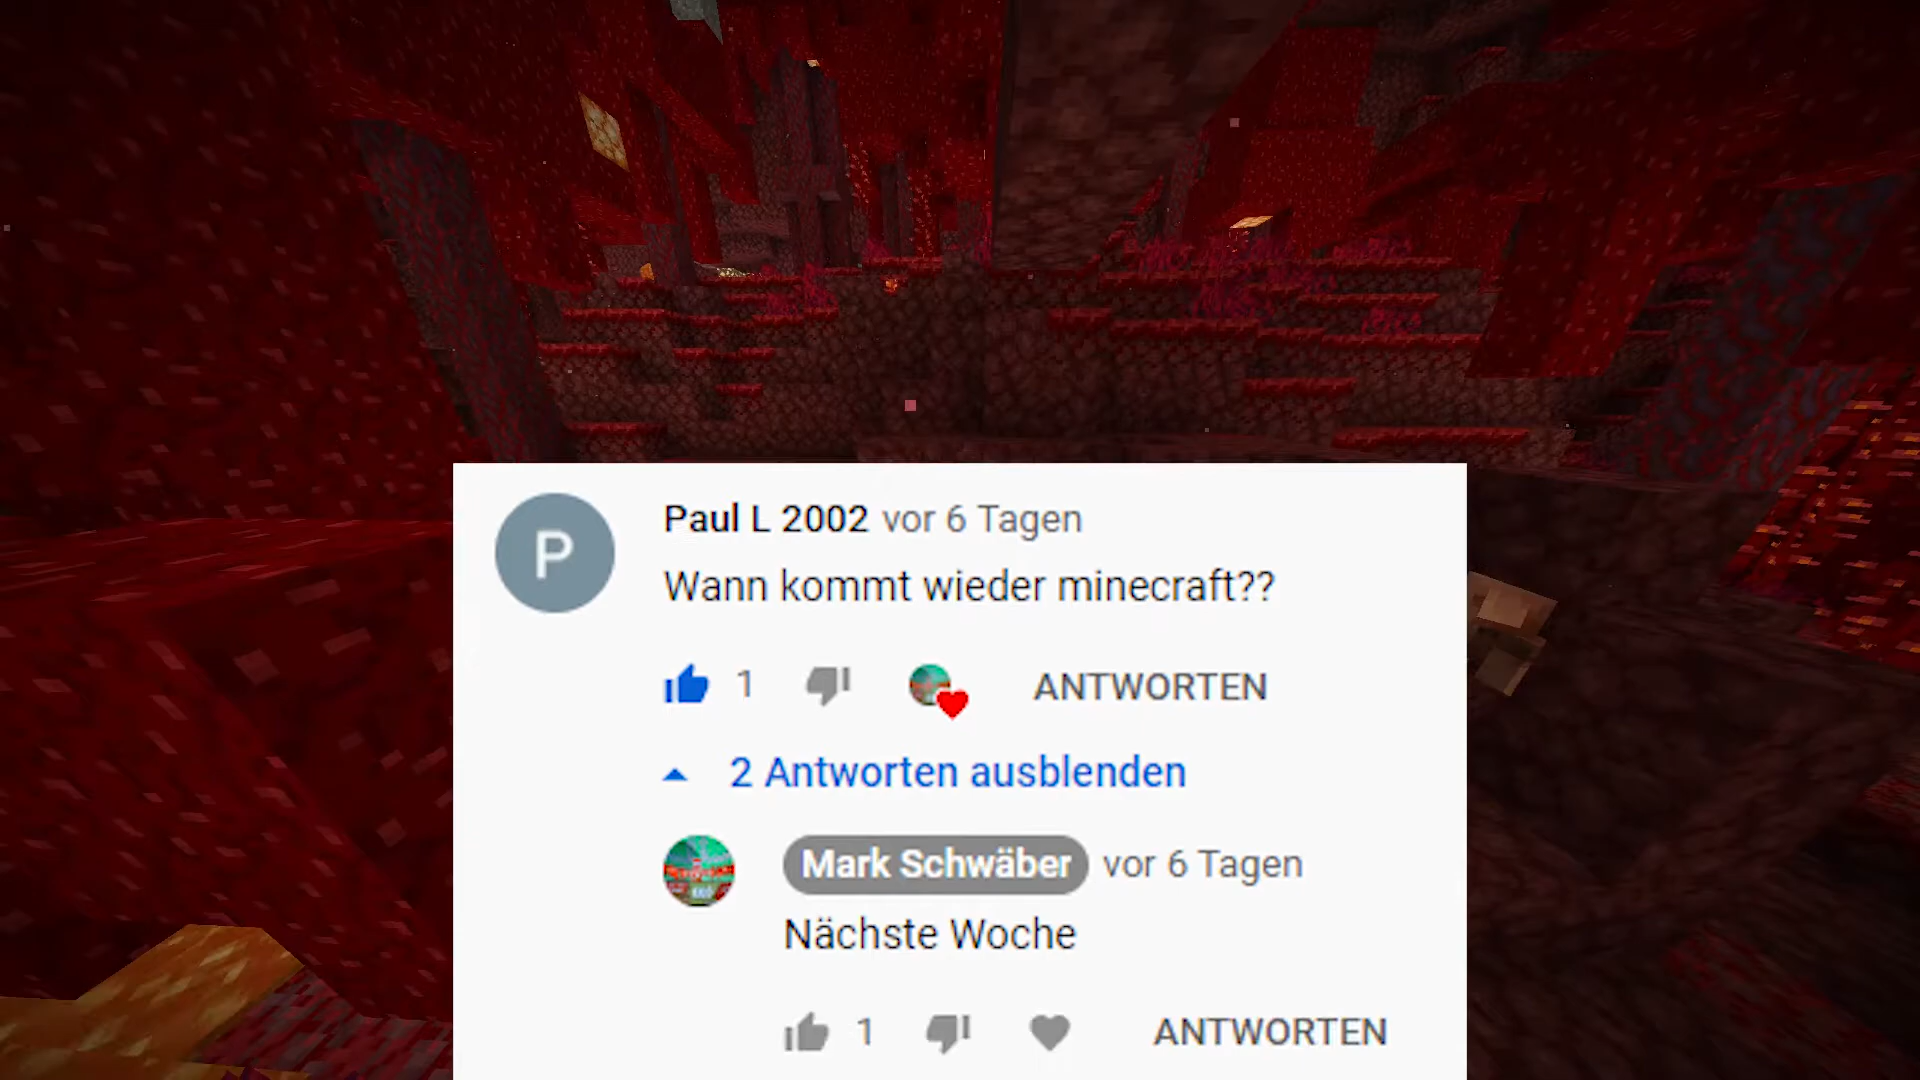 P
Paul L 2002 vor 6 Tagen
Wann kommt wieder minecraft??
1 ANTWORTEN
2 Antworten ausblenden
Mark Schwäber vor 6 Tagen
Nächste Woche
1 ANTWORTEN